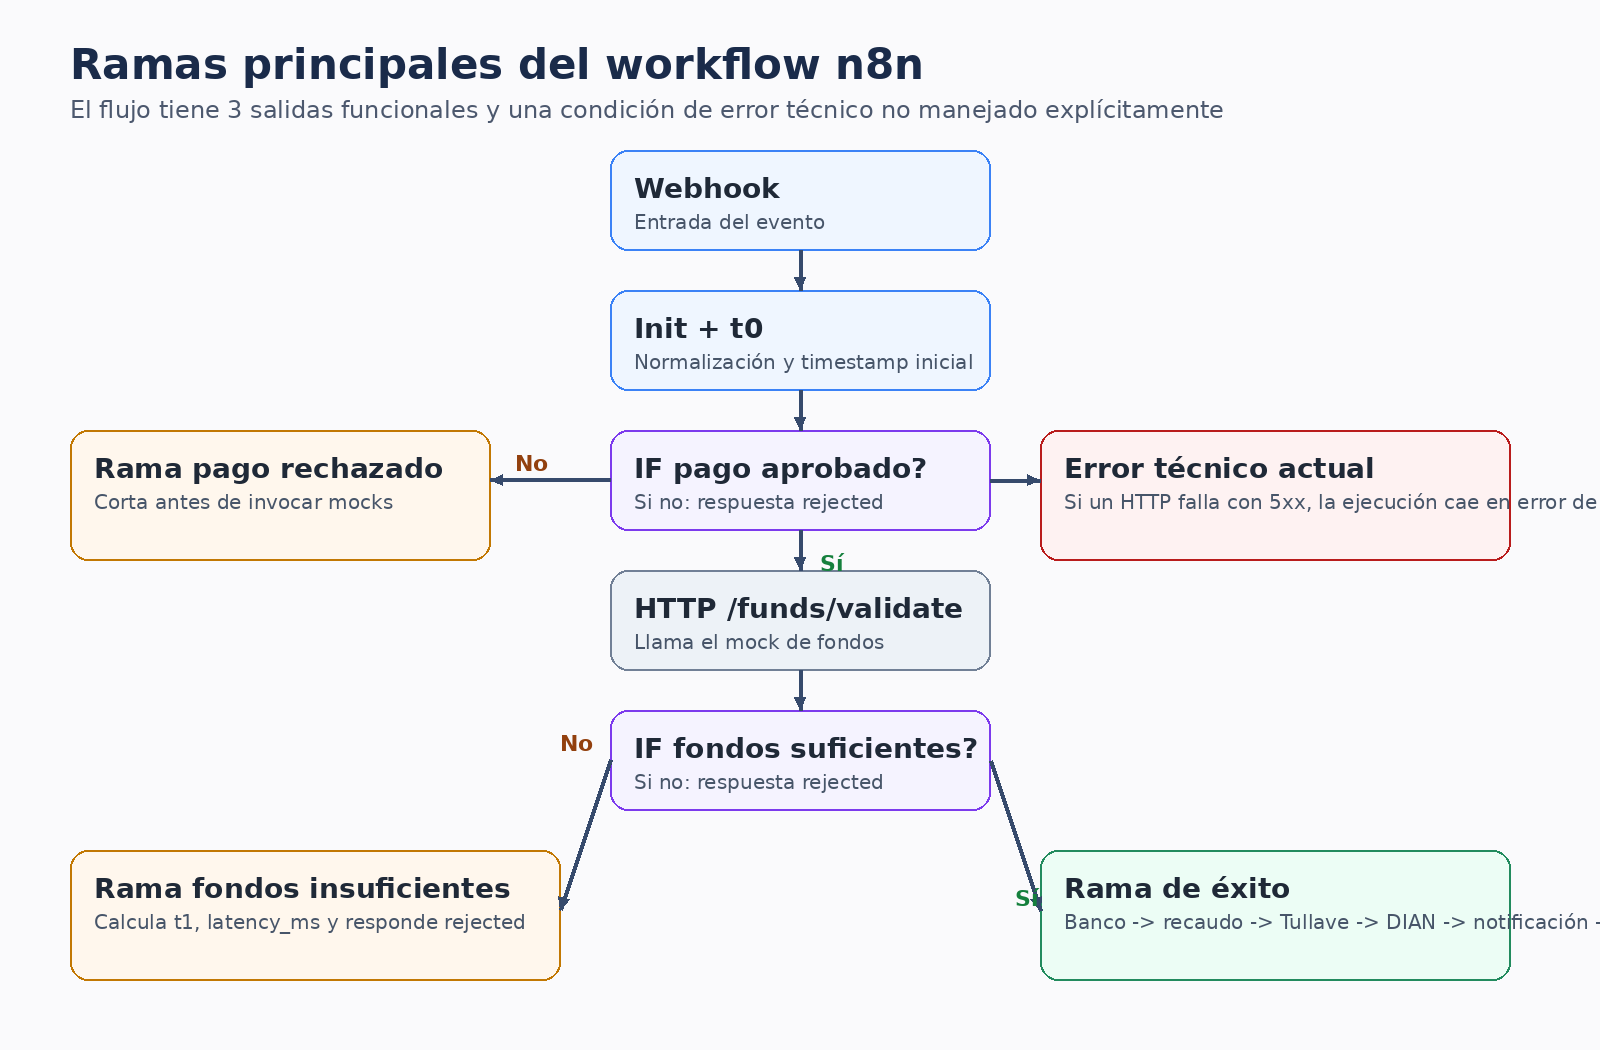 Ramas principales del workflow n8n
El flujo tiene 3 salidas funcionales y una condición de error técnico no manejado explícitamente
Webhook
Entrada del evento
Init + t0
Normalización y timestamp inicial
Rama pago rechazado
Corta antes de invocar mocks
No
IF pago aprobado?
Si no: respuesta rejected
Error técnico actual
Si un HTTP falla con 5xx, la ejecución cae en error de
Sí
HTTP /funds/validate
Llama el mock de fondos
No
IF fondos suficientes?
Si no: respuesta rejected
Rama fondos insuficientes
Calcula t1, latency_ms y responde rejected
Sí
Rama de éxito
Banco -> recaudo -> Tullave -> DIAN -> notificación -